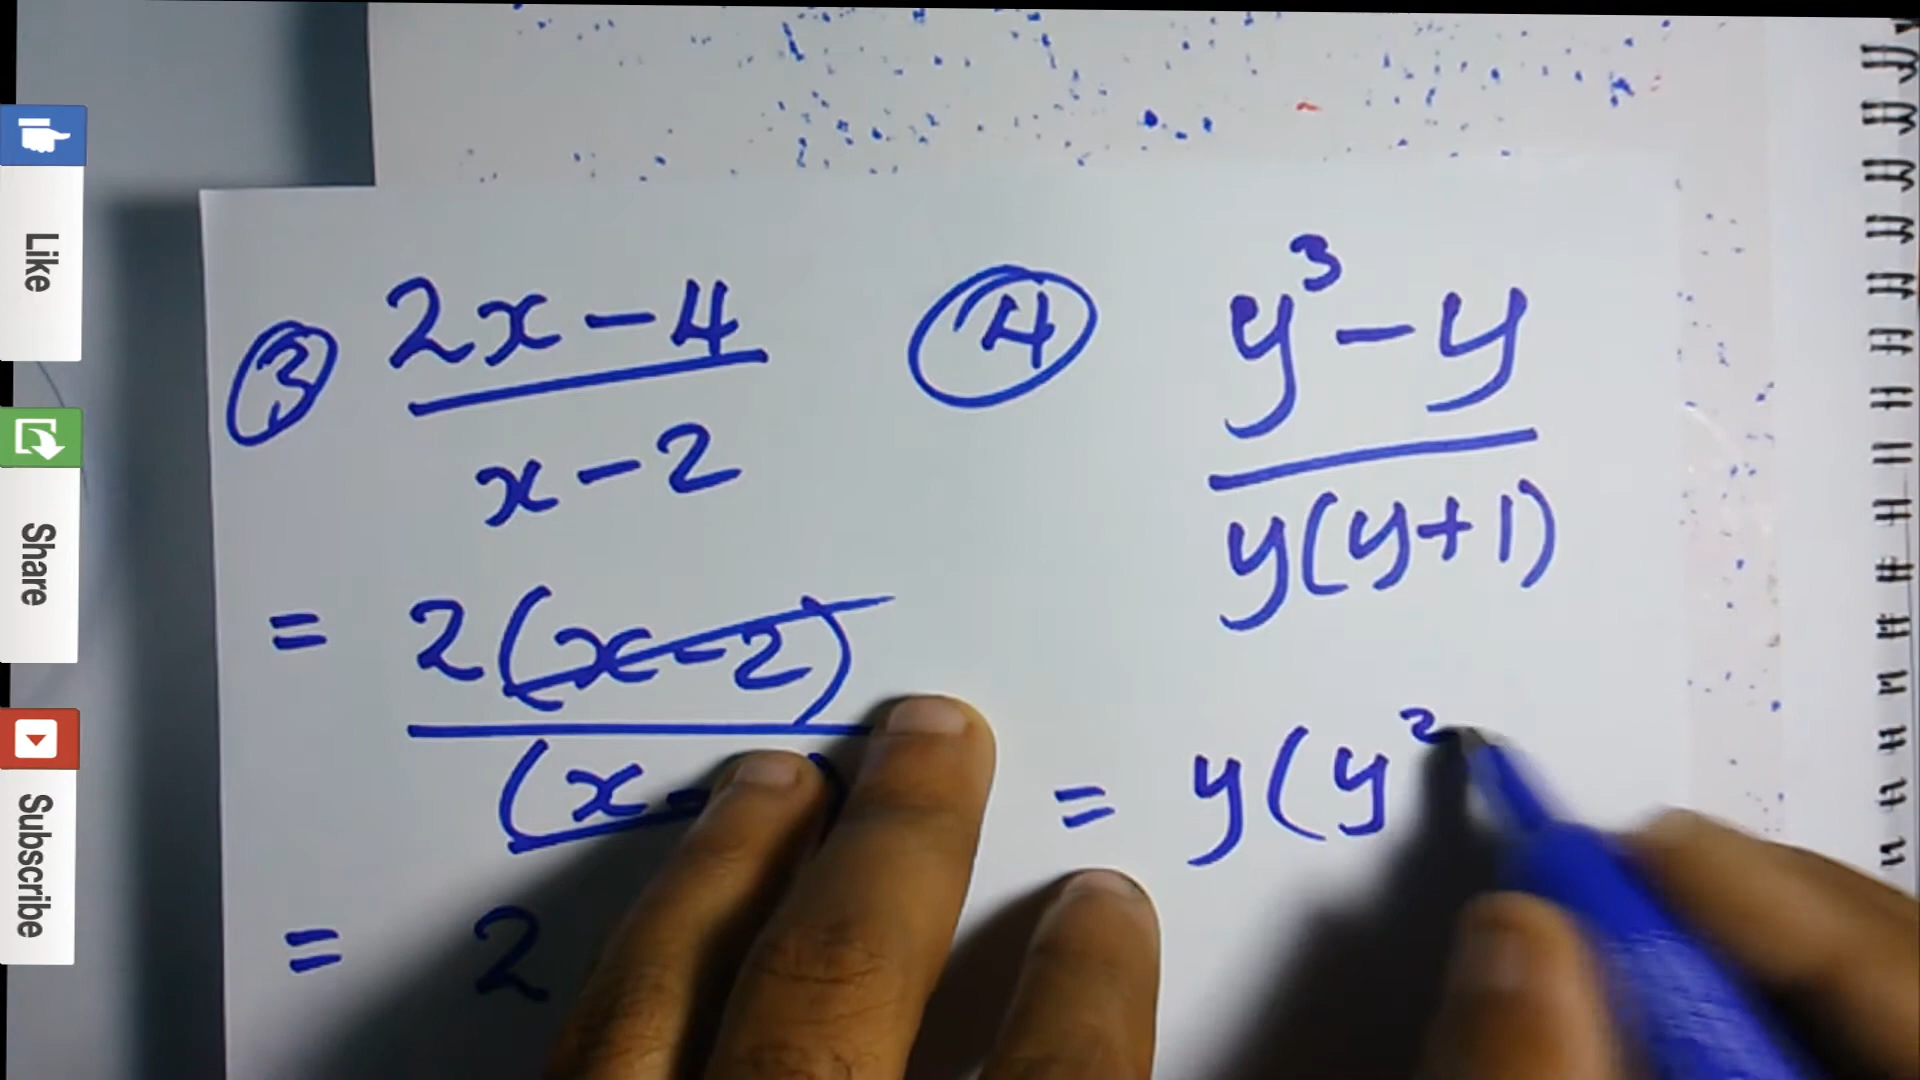 Like
Share
Subscribe
③ 2x-4
x-2
= 2(x-2)
(x-
= 2
④ y³-y
y(y+1)
= y(y²